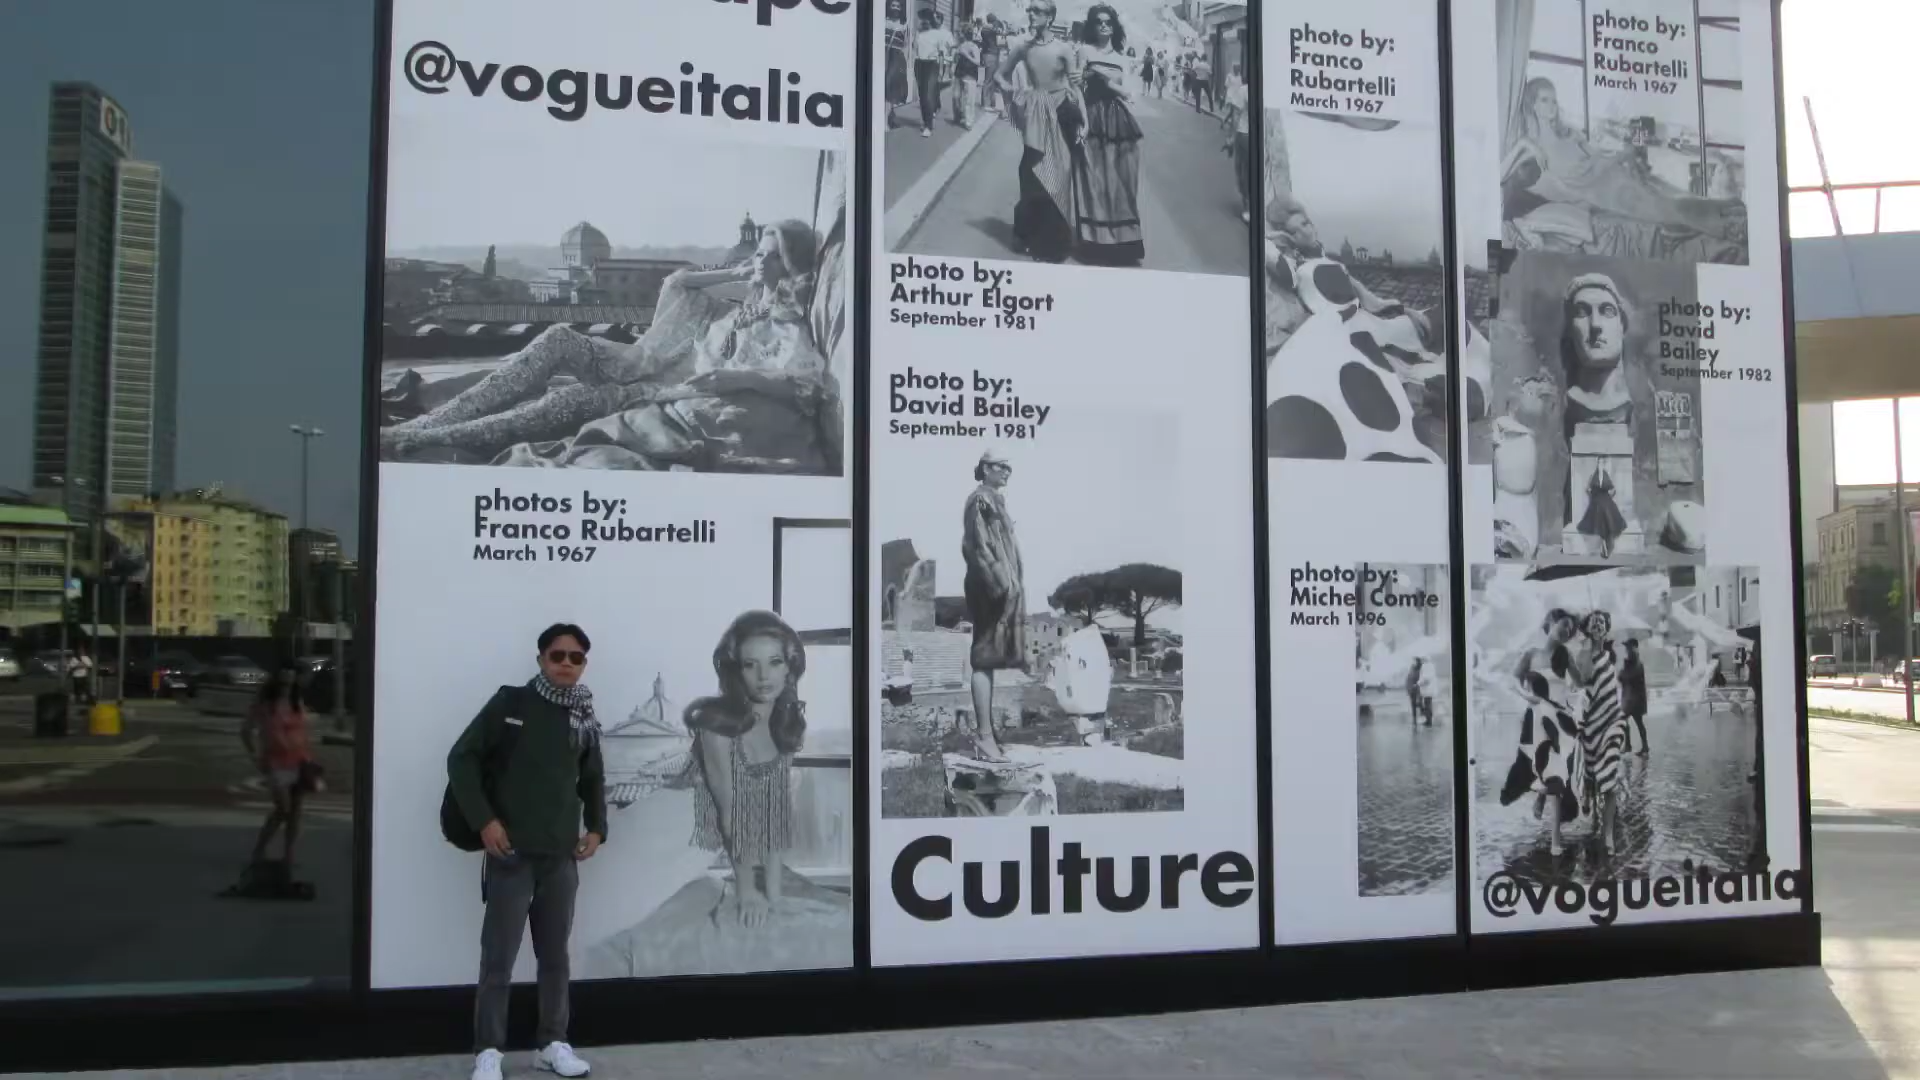 @vogueitalia
photos by:
Franco Rubartelli
March 1967
photo by:
Arthur Elgort
September 1981
photo by:
David Bailey
September 1981
Culture
photo by:
Franco
Rubartelli
March 1967
photo by:
Michel Comte
March 1996
photo by:
Franco
Rubartelli
March 1967
photo by:
David
Bailey
September 1982
@vogueitalia